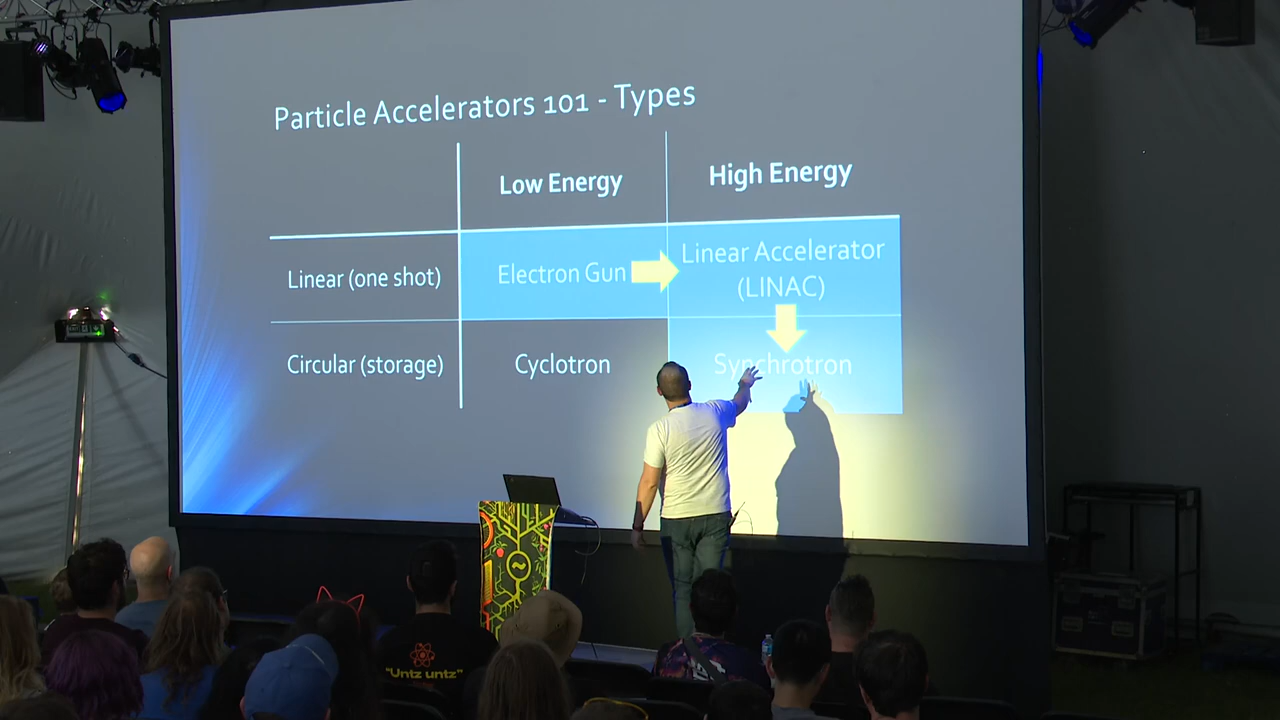 Particle Accelerators 101 - Types
Low Energy
High Energy
Linear (one shot)
Electron Gun
Linear Accelerator
(LINAC)
Circular (storage)
Cyclotron
Synchrotron
"Untz untz"